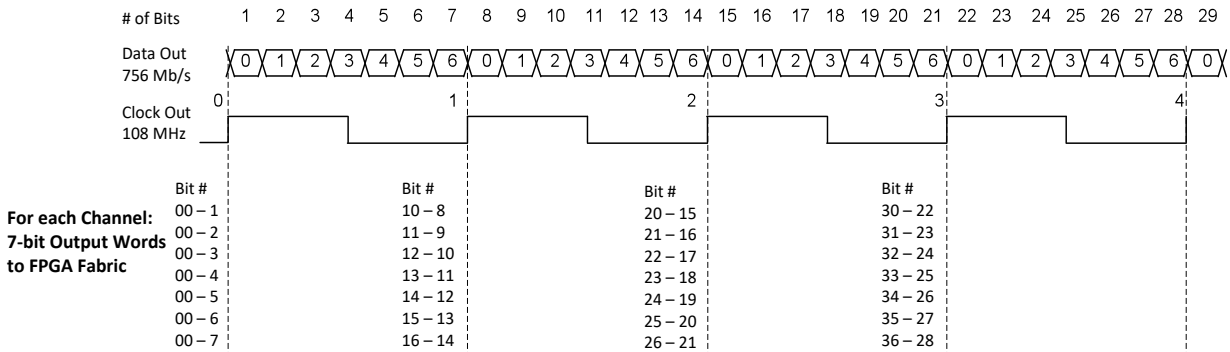 # of Bits 1 2 3 4 5 6 7 8 9 10 11 12 13 14 15 16 17 18 19 20 21 22 23 24 25 26 27 28 29
Data Out
756 Mb/s
0 1 2 3 4 5 6 0 1 2 3 4 5 6 0 1 2 3 4 5 6 0 1 2 3 4 5 6 0
0 1 2 3 4
Clock Out
108 MHz
For each Channel:
7-bit Output Words
to FPGA Fabric
Bit #
00 – 1
00 – 2
00 – 3
00 – 4
00 – 5
00 – 6
00 – 7
Bit #
10 – 8
11 – 9
12 – 10
13 – 11
14 – 12
15 – 13
16 – 14
Bit #
20 – 15
21 – 16
22 – 17
23 – 18
24 – 19
25 – 20
26 – 21
Bit #
30 – 22
31 – 23
32 – 24
33 – 25
34 – 26
35 – 27
36 – 28